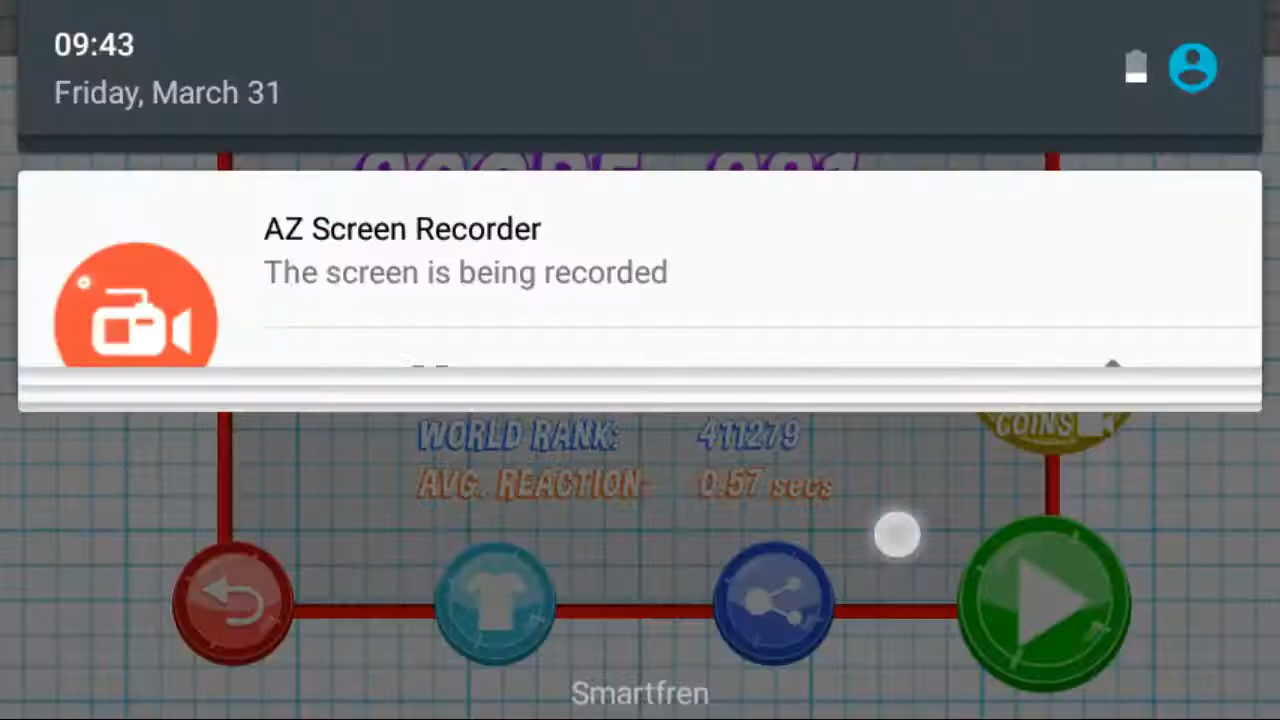 09:43
Friday, March 31
AZ Screen Recorder
The screen is being recorded
COINS
WORLD RANK: 411279
AVG. REACTION: 0.57 secs
Smartfren